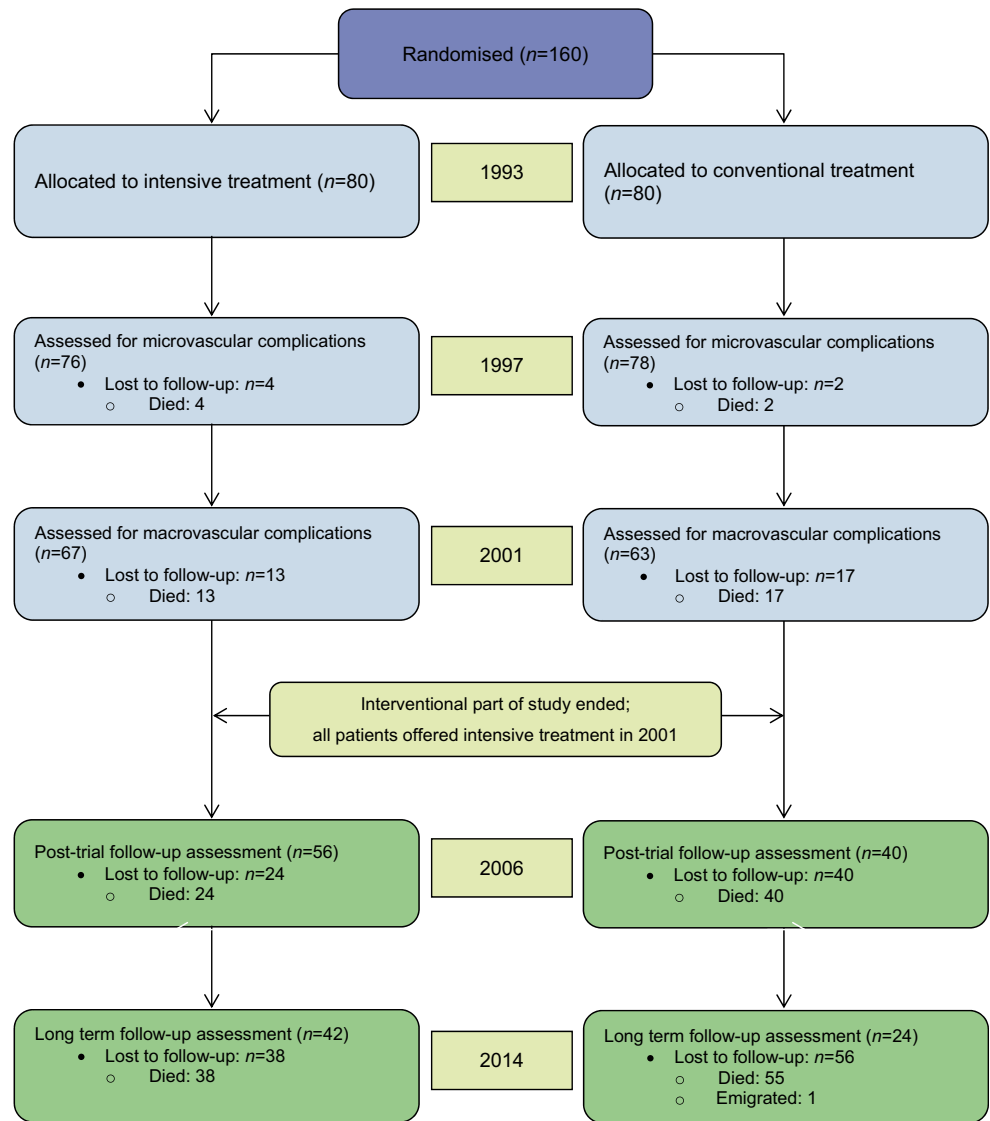 Randomised (n=160)
Allocated to intensive treatment (n=80)
1993
Allocated to conventional treatment
(n=80)
Assessed for microvascular complications
(n=76)
• Lost to follow-up: n=4
○ Died: 4
1997
Assessed for microvascular complications
(n=78)
• Lost to follow-up: n=2
○ Died: 2
Assessed for macrovascular complications
(n=67)
• Lost to follow-up: n=13
○ Died: 13
2001
Assessed for macrovascular complications
(n=63)
• Lost to follow-up: n=17
○ Died: 17
Interventional part of study ended;
all patients offered intensive treatment in 2001
Post-trial follow-up assessment (n=56)
• Lost to follow-up: n=24
○ Died: 24
2006
Post-trial follow-up assessment (n=40)
• Lost to follow-up: n=40
○ Died: 40
Long term follow-up assessment (n=42)
• Lost to follow-up: n=38
○ Died: 38
2014
Long term follow-up assessment (n=24)
• Lost to follow-up: n=56
○ Died: 55
○ Emigrated: 1